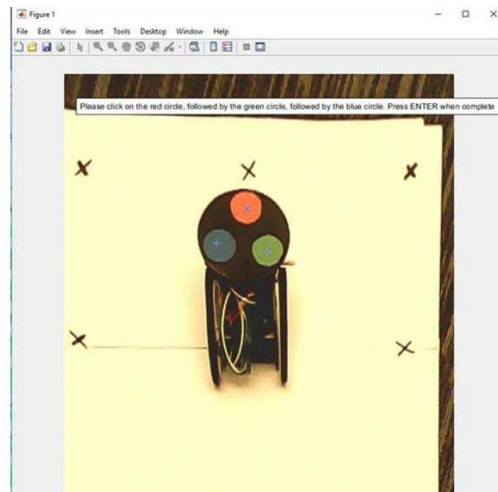 Figure 1
File Edit View Insert Tools Desktop Window Help
Please click on the red circle, followed by the green circle, followed by the blue circle. Press ENTER when complete